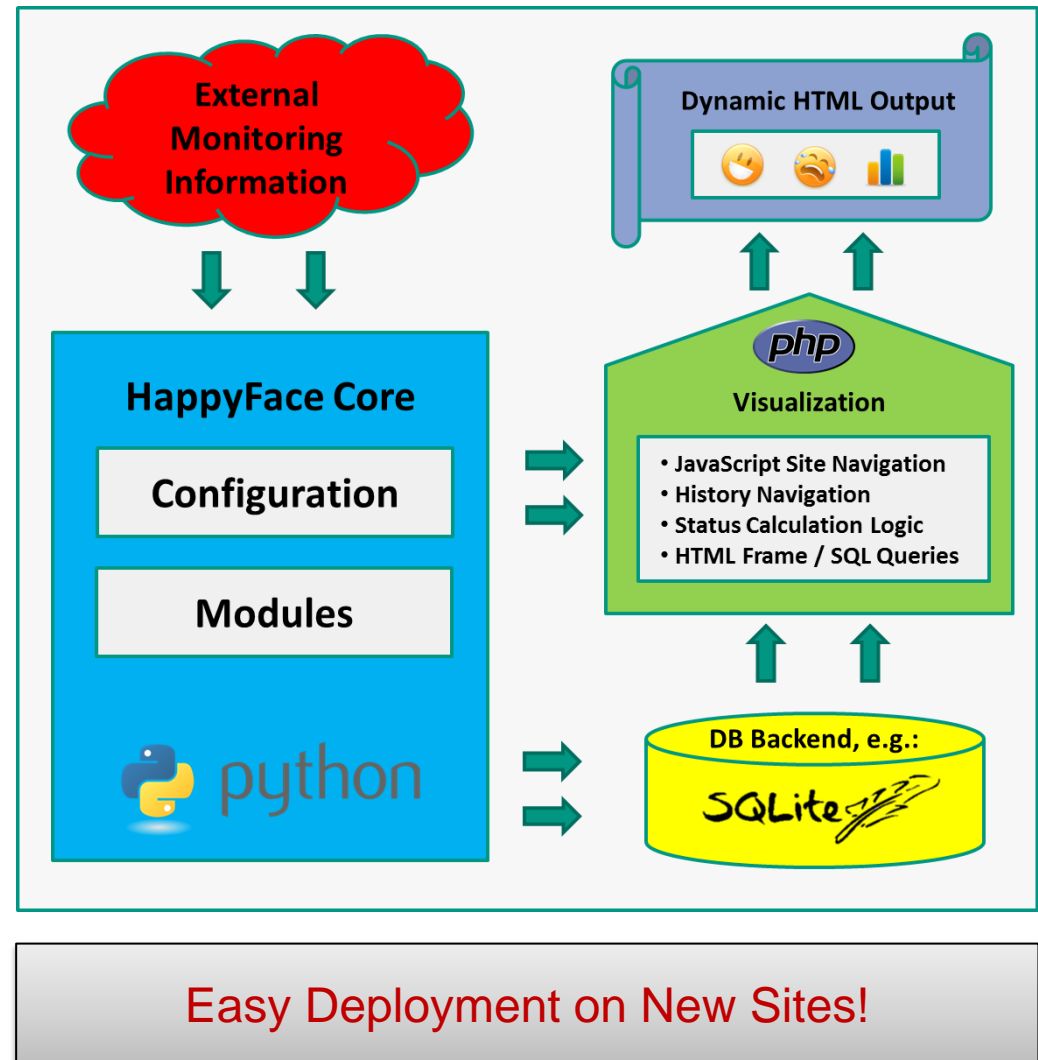 External
Monitoring
Information
HappyFace Core
Configuration
Modules
python
Dynamic HTML Output
php
Visualization
• JavaScript Site Navigation
• History Navigation
• Status Calculation Logic
• HTML Frame / SQL Queries
DB Backend, e.g.:
SQLite
Easy Deployment on New Sites!